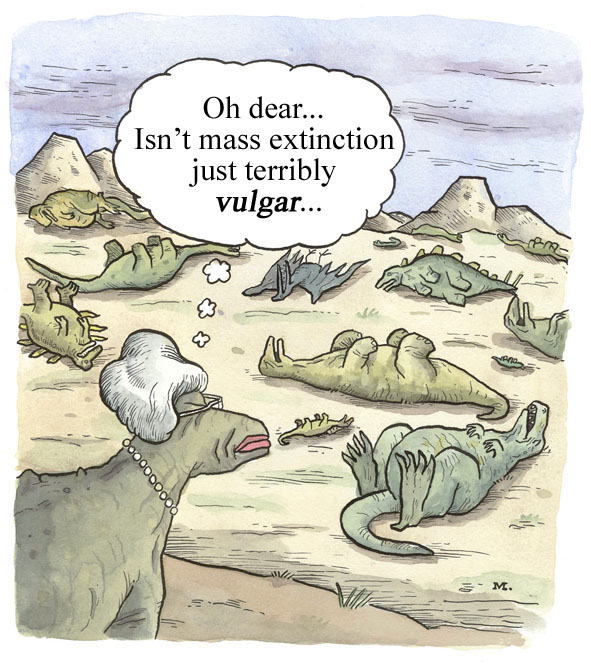 Oh dear...
Isn't mass extinction
just terribly
vulgar...
M.